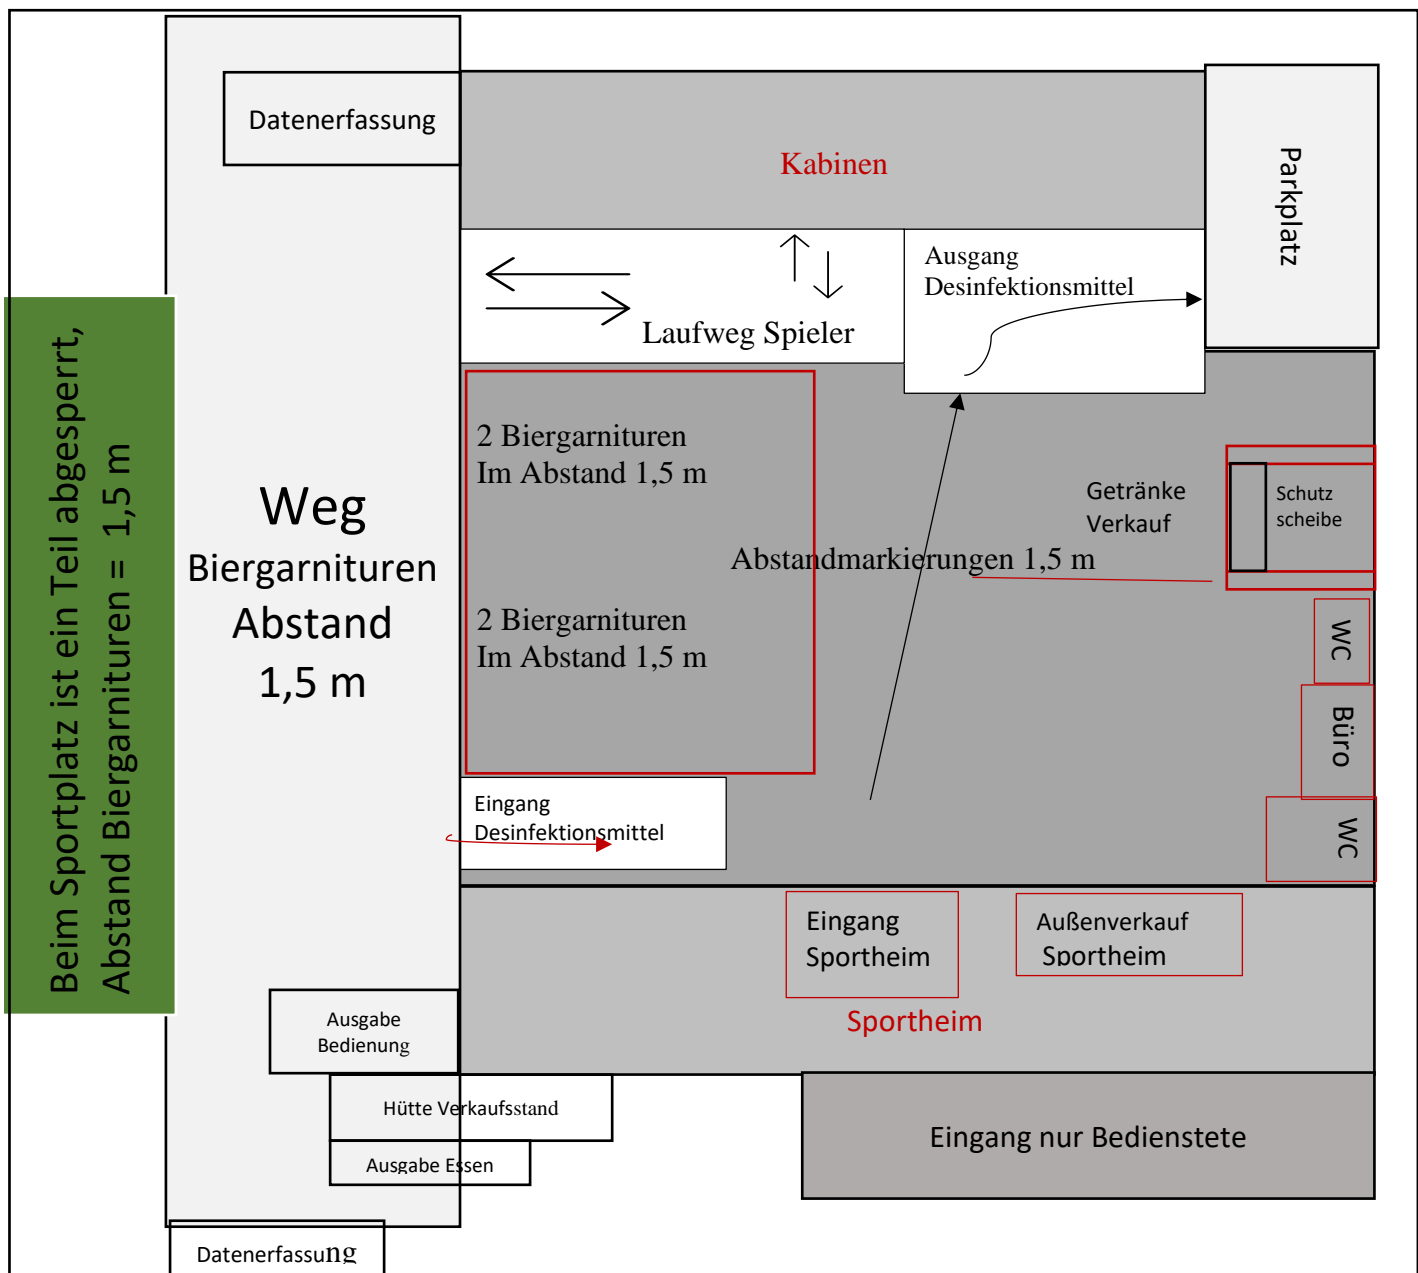 Datenerfassung
Kabinen
Parkplatz
Ausgang
Desinfektionsmittel
Laufweg Spieler
Beim Sportplatz ist ein Teil abgesperrt,
Abstand Biergarnituren = 1,5 m
Weg
Biergarnituren
Abstand
1,5 m
2 Biergarnituren
Im Abstand 1,5 m
2 Biergarnituren
Im Abstand 1,5 m
Getränke
Verkauf
Schutz
scheibe
Abstandmarkierungen 1,5 m
WC
Büro
WC
Eingang
Desinfektionsmittel
Eingang
Sportheim
Außenverkauf
Sportheim
Sportheim
Ausgabe
Bedienung
Hütte Verkaufsstand
Ausgabe Essen
Eingang nur Bedienstete
Datenerfassung